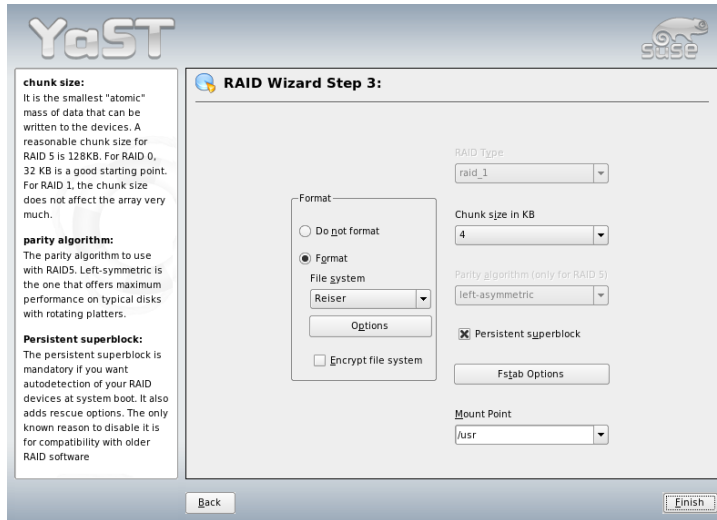 YaST
SUSE
chunk size:
It is the smallest "atomic"
mass of data that can be
written to the devices. A
reasonable chunk size for
RAID 5 is 128KB. For RAID 0,
32 KB is a good starting point.
For RAID 1, the chunk size
does not affect the array very
much.
parity algorithm:
The parity algorithm to use
with RAID5. Left-symmetric is
the one that offers maximum
performance on typical disks
with rotating platters.
Persistent superblock:
The persistent superblock is
mandatory if you want
autodetection of your RAID
devices at system boot. It also
adds rescue options. The only
known reason to disable it is
for compatibility with older
RAID software
RAID Wizard Step 3:
Format
Do not format
Format
File system
Reiser
Options
Encrypt file system
RAID Type
raid_1
Chunk size in KB
4
Parity algorithm (only for RAID 5)
left-asymmetric
Persistent superblock
Fstab Options
Mount Point
/usr
Back
Finish